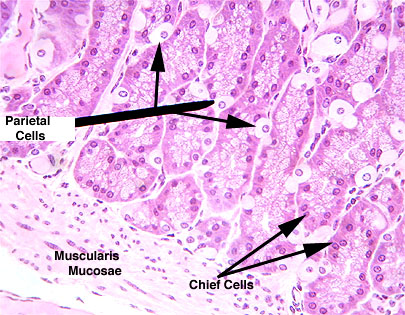 Parietal
Cells
Muscularis
Mucosae
Chief Cells